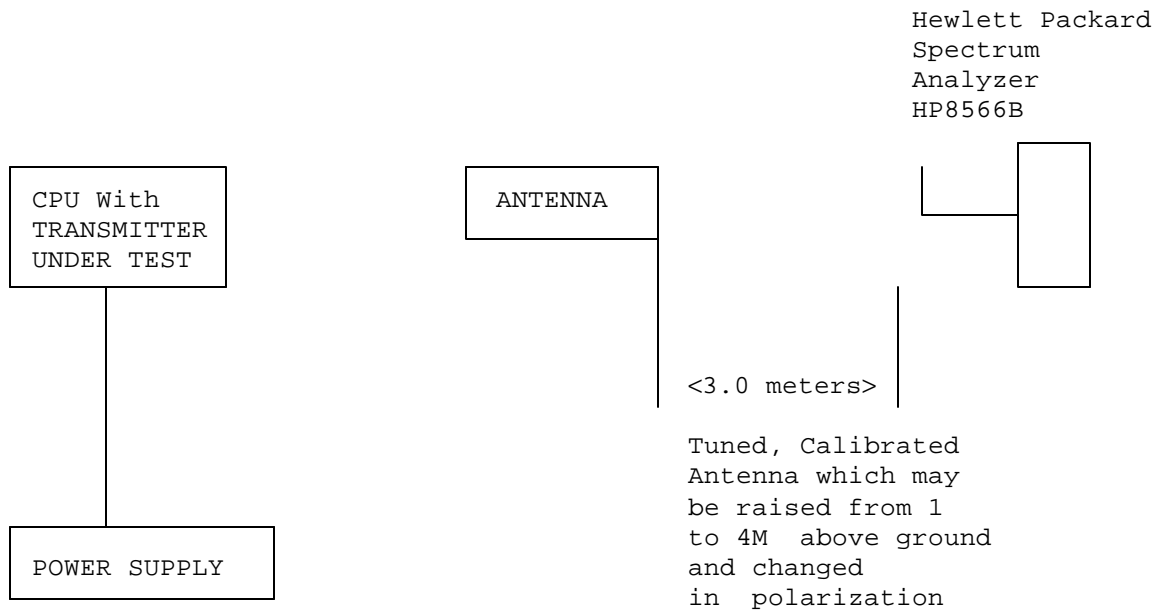 Hewlett Packard
Spectrum
Analyzer
HP8566B
CPU With
TRANSMITTER
UNDER TEST
ANTENNA
<3.0 meters>
Tuned, Calibrated
Antenna which may
be raised from 1
to 4M above ground
and changed
in polarization
POWER SUPPLY